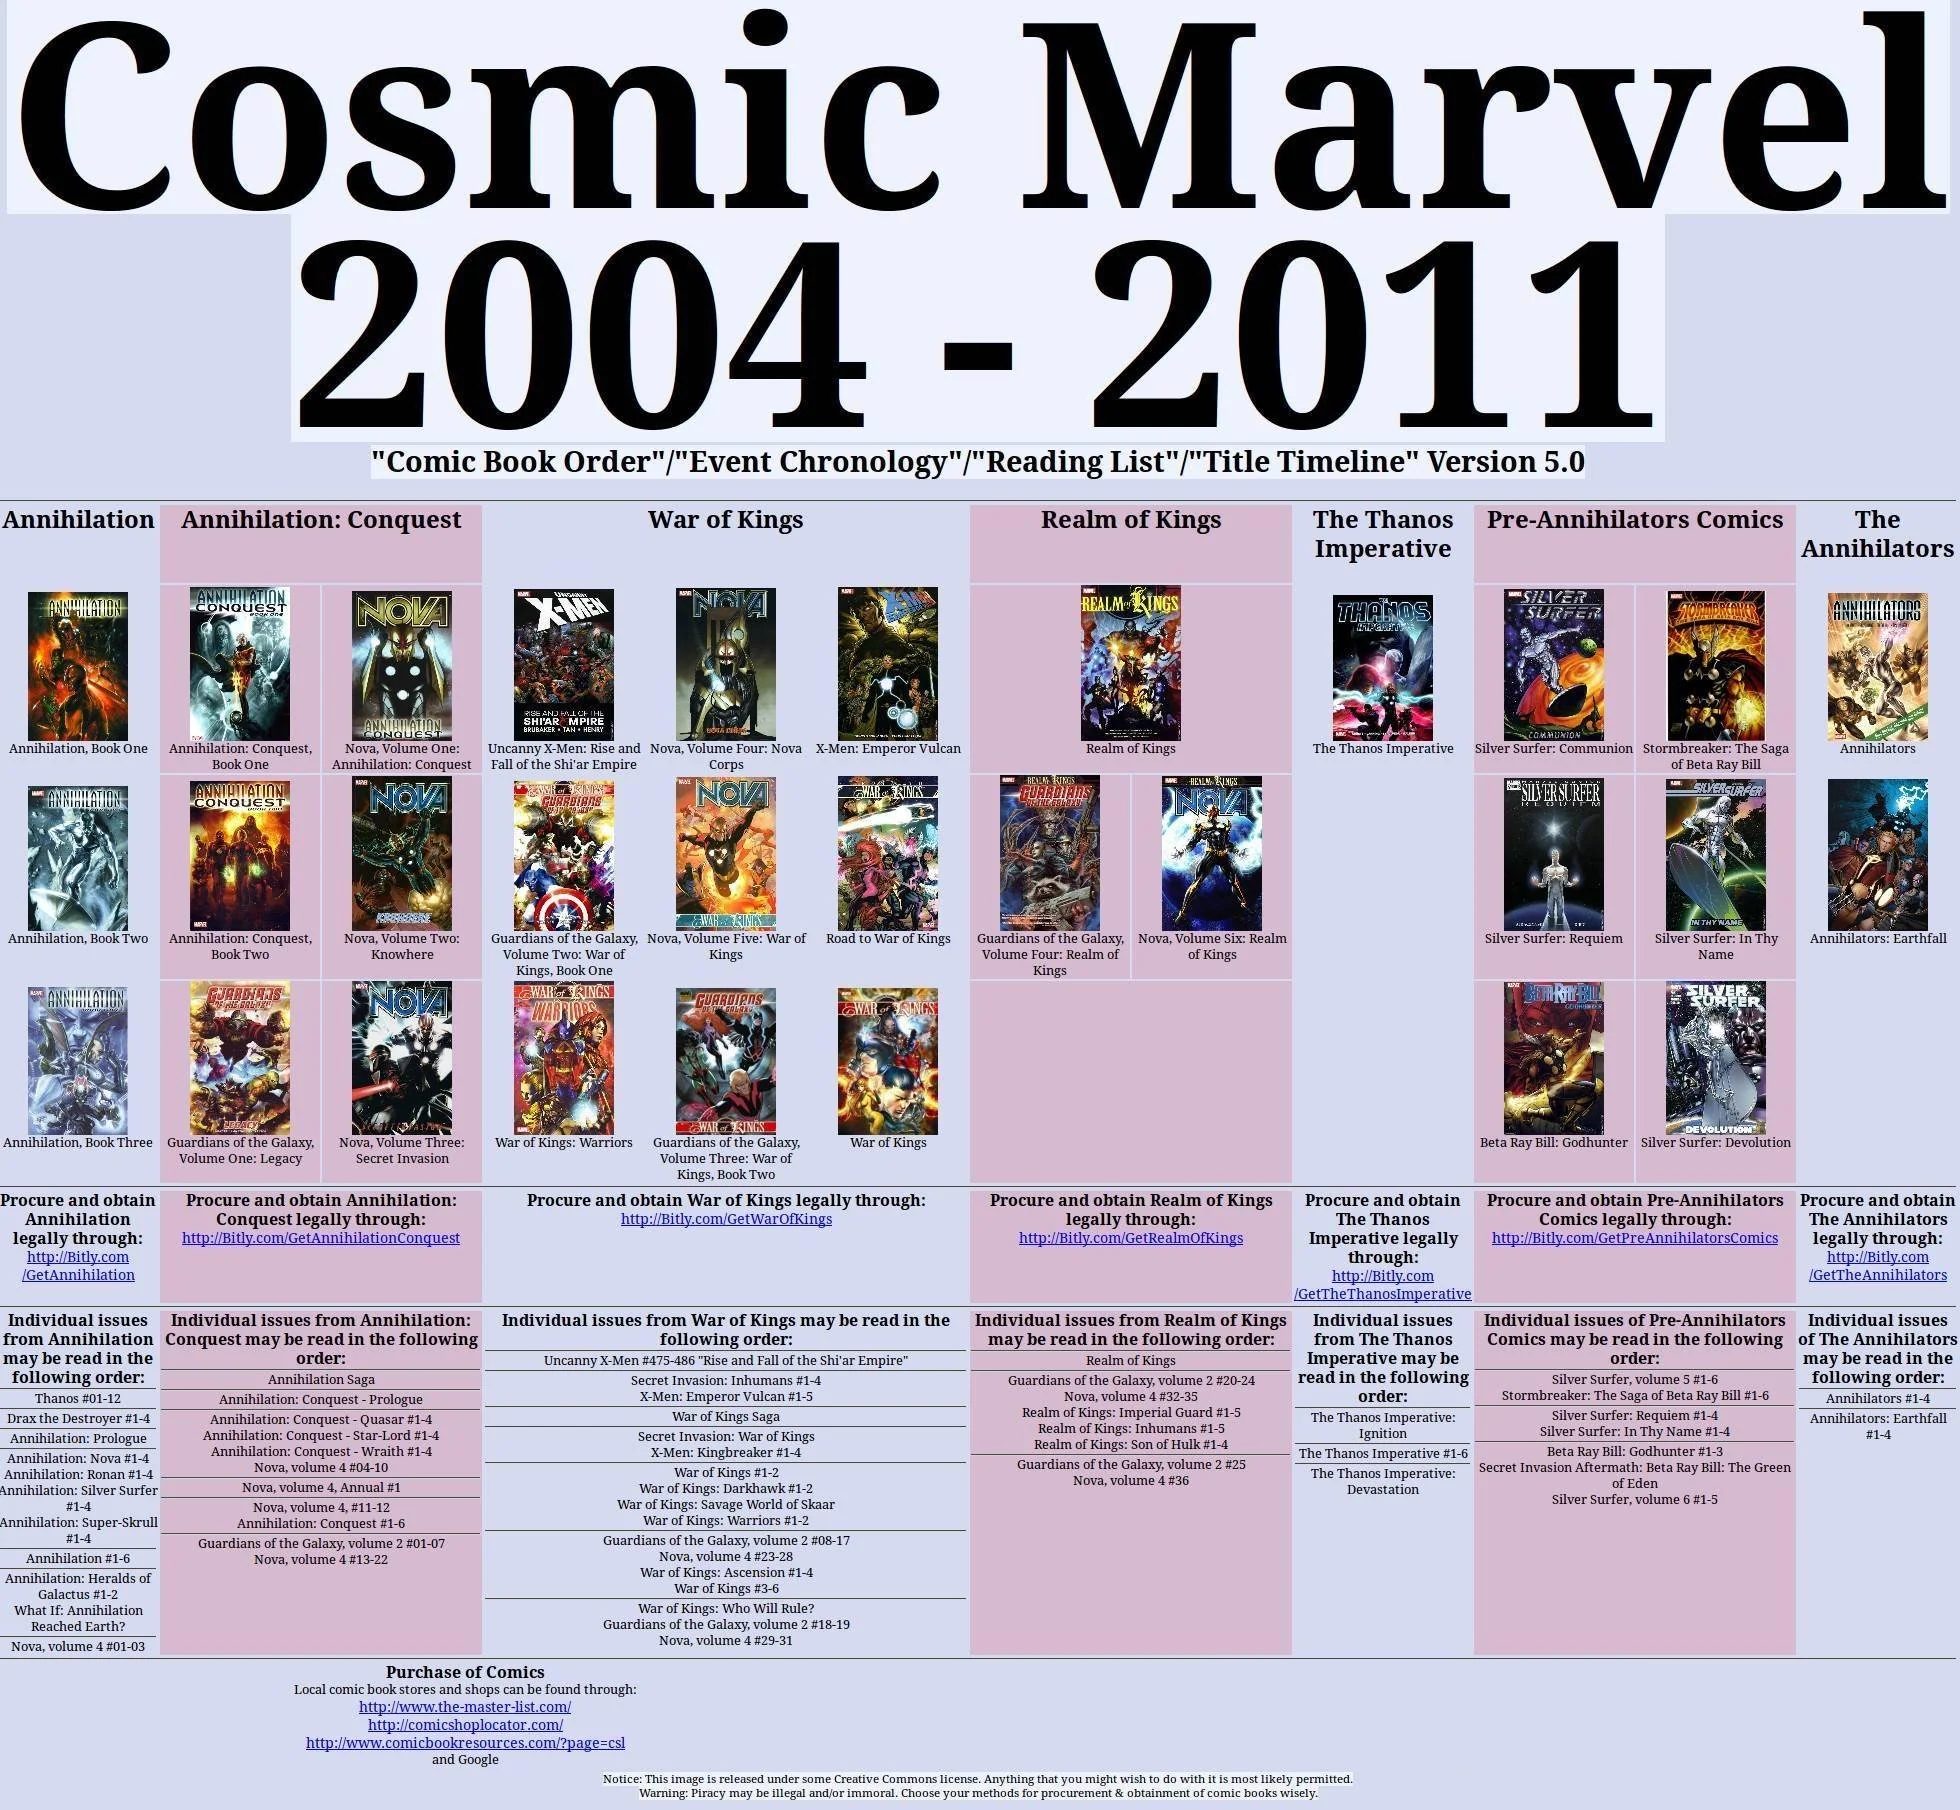 Cosmic Marvel
2004 - 2011
"Comic Book Order"/"Event Chronology"/"Reading List"/"Title Timeline" Version 5.0
Annihilation
Annihilation: Conquest
War of Kings
Realm of Kings
The Thanos
Imperative
Pre-Annihilators Comics
The
Annihilators
Annihilation, Book One
Annihilation: Conquest,
Book One
Nova, Volume One:
Annihilation: Conquest
Uncanny X-Men: Rise and
Fall of the Shi'ar Empire
Nova, Volume Four: Nova
Corps
X-Men: Emperor Vulcan
Realm of Kings
The Thanos Imperative
Silver Surfer: Communion
Stormbreaker: The Saga
of Beta Ray Bill
Annihilators
Annihilation, Book Two
Annihilation: Conquest,
Book Two
Nova, Volume Two:
Knowhere
Guardians of the Galaxy,
Volume Two: War of
Kings, Book One
Nova, Volume Five: War of
Kings
Road to War of Kings
Guardians of the Galaxy,
Volume Four: Realm of
Kings
Nova, Volume Six: Realm
of Kings
Silver Surfer: Requiem
Silver Surfer: In Thy
Name
Annihilators: Earthfall
Annihilation, Book Three
Guardians of the Galaxy,
Volume One: Legacy
Nova, Volume Three:
Secret Invasion
War of Kings: Warriors
Guardians of the Galaxy,
Volume Three: War of
Kings, Book Two
War of Kings
Beta Ray Bill: Godhunter
Silver Surfer: Devolution
Procure and obtain
Annihilation
legally through:
http://Bitly.com
/GetAnnihilation
Procure and obtain Annihilation:
Conquest legally through:
http://Bitly.com/GetAnnihilationConquest
Procure and obtain War of Kings legally through:
http://Bitly.com/GetWarOfKings
Procure and obtain Realm of Kings
legally through:
http://Bitly.com/GetRealmOfKings
Procure and obtain
The Thanos
Imperative legally
through:
http://Bitly.com
/GetTheThanosImperative
Procure and obtain Pre-Annihilators
Comics legally through:
http://Bitly.com/GetPreAnnihilatorsComics
Procure and obtain
The Annihilators
legally through:
http://Bitly.com
/GetTheAnnihilators
Individual issues
from Annihilation
may be read in the
following order:
Thanos #01-12
Drax the Destroyer #1-4
Annihilation: Prologue
Annihilation: Nova #1-4
Annihilation: Ronan #1-4
Annihilation: Silver Surfer
#1-4
Annihilation: Super-Skrull
#1-4
Annihilation #1-6
Annihilation: Heralds of
Galactus #1-2
What If: Annihilation
Reached Earth?
Nova, volume 4 #01-03
Individual issues from Annihilation:
Conquest may be read in the following
order:
Annihilation Saga
Annihilation: Conquest - Prologue
Annihilation: Conquest - Quasar #1-4
Annihilation: Conquest - Star-Lord #1-4
Annihilation: Conquest - Wraith #1-4
Nova, volume 4 #04-10
Nova, volume 4, Annual #1
Nova, volume 4, #11-12
Annihilation: Conquest #1-6
Guardians of the Galaxy, volume 2 #01-07
Nova, volume 4 #13-22
Individual issues from War of Kings may be read in the
following order:
Uncanny X-Men #475-486 "Rise and Fall of the Shi'ar Empire"
Secret Invasion: Inhumans #1-4
X-Men: Emperor Vulcan #1-5
War of Kings Saga
Secret Invasion: War of Kings
X-Men: Kingbreaker #1-4
War of Kings #1-2
War of Kings: Darkhawk #1-2
War of Kings: Savage World of Skaar
War of Kings: Warriors #1-2
Guardians of the Galaxy, volume 2 #08-17
Nova, volume 4 #23-28
War of Kings: Ascension #1-4
War of Kings #3-6
War of Kings: Who Will Rule?
Guardians of the Galaxy, volume 2 #18-19
Nova, volume 4 #29-31
Individual issues from Realm of Kings
may be read in the following order:
Realm of Kings
Guardians of the Galaxy, volume 2 #20-24
Nova, volume 4 #32-35
Realm of Kings: Imperial Guard #1-5
Realm of Kings: Inhumans #1-5
Realm of Kings: Son of Hulk #1-4
Guardians of the Galaxy, volume 2 #25
Nova, volume 4 #36
Individual issues
from The Thanos
Imperative may be
read in the following
order:
The Thanos Imperative:
Ignition
The Thanos Imperative #1-6
The Thanos Imperative:
Devastation
Individual issues of Pre-Annihilators
Comics may be read in the following
order:
Silver Surfer, volume 5 #1-6
Stormbreaker: The Saga of Beta Ray Bill #1-6
Silver Surfer: Requiem #1-4
Silver Surfer: In Thy Name #1-4
Beta Ray Bill: Godhunter #1-3
Secret Invasion Aftermath: Beta Ray Bill: The Green
of Eden
Silver Surfer, volume 6 #1-5
Individual issues
of The Annihilators
may be read in the
following order:
Annihilators #1-4
Annihilators: Earthfall
#1-4
Purchase of Comics
Local comic book stores and shops can be found through:
http://www.the-master-list.com/
http://comicshoplocator.com/
http://www.comicbookresources.com/?page=csl
and Google
Notice: This image is released under some Creative Commons license. Anything that you might wish to do with it is most likely permitted.
Warning: Piracy may be illegal and/or immoral. Choose your methods for procurement & obtainment of comic books wisely.